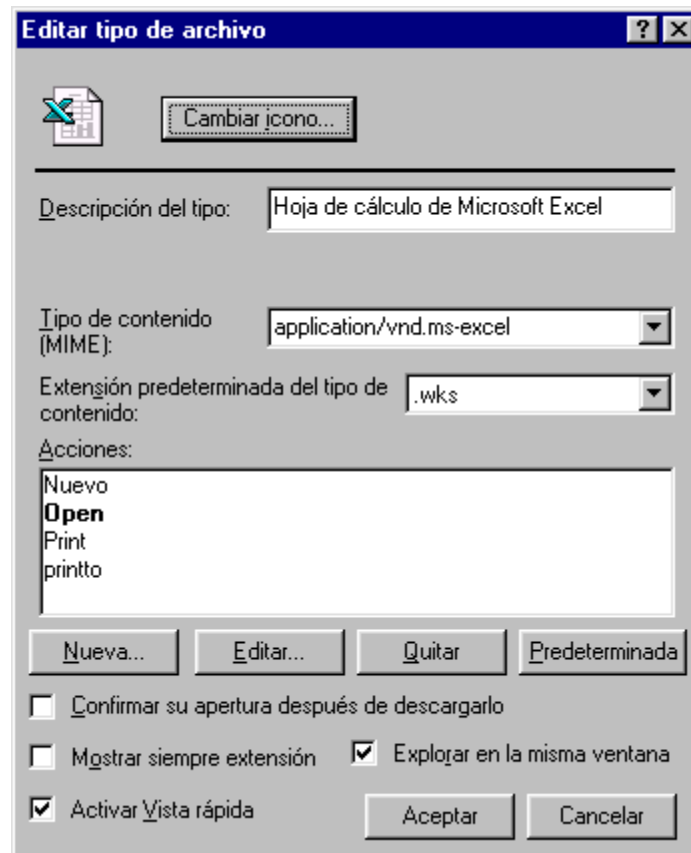 Editar tipo de archivo
Cambiar icono...
Descripción del tipo: Hoja de cálculo de Microsoft Excel
Tipo de contenido
(MIME): application/vnd.ms-excel
Extensión predeterminada del tipo de
contenido: .wks
Acciones:
Nuevo
Open
Print
printto
Nueva... Editar... Quitar Predeterminada
Confirmar su apertura después de descargarlo
Mostrar siempre extensión Explorar en la misma ventana
Activar Vista rápida Aceptar Cancelar